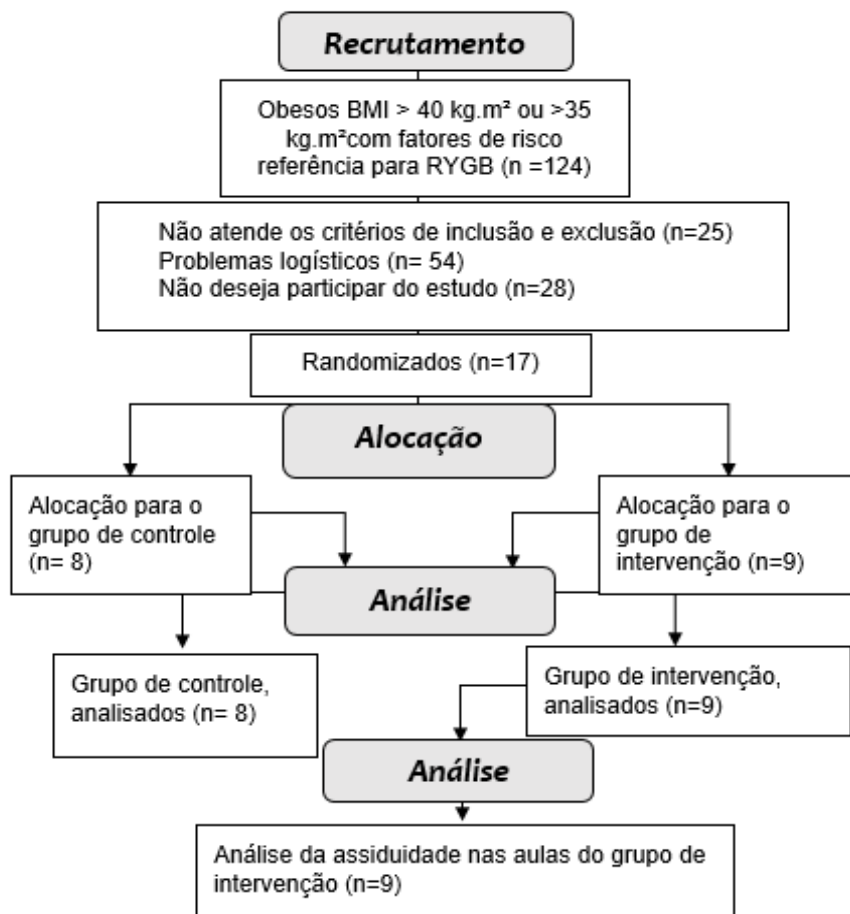 Recrutamento
Obesos BMI > 40 kg.m² ou >35
kg.m²com fatores de risco
referência para RYGB (n =124)
Não atende os critérios de inclusão e exclusão (n=25)
Problemas logísticos (n= 54)
Não deseja participar do estudo (n=28)
Randomizados (n=17)
Alocação
Alocação para o
grupo de controle
(n= 8)
Alocação para o
grupo de
intervenção (n=9)
Análise
Grupo de controle,
analisados (n= 8)
Grupo de intervenção,
analisados (n=9)
Análise
Análise da assiduidade nas aulas do grupo de
intervenção (n=9)